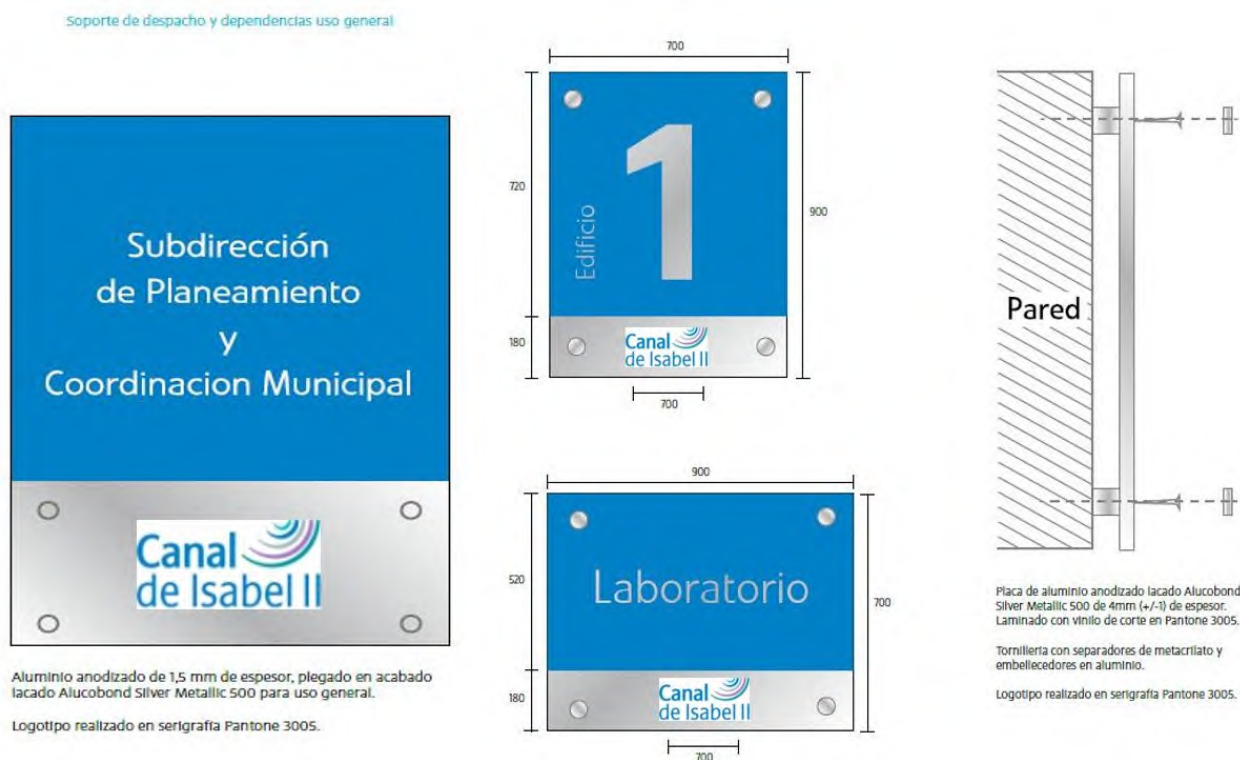 Soporte de despacho y dependencias uso general
Subdirección
de Planeamiento
y
Coordinacion Municipal
Canal
de Isabel II
Aluminio anodizado de 1,5 mm de espesor, plegado en acabado
lacado Alucobond Silver Metallic 500 para uso general.
Logotipo realizado en serigrafía Pantone 3005.
700
720
180
900
Edificio
1
Canal
de Isabel II
700
900
520
180
700
Laboratorio
Canal
de Isabel II
700
Pared
Placa de aluminio anodizado lacado Alucobond
Silver Metallic 500 de 4mm (+/-1) de espesor.
Laminado con vinilo de corte en Pantone 3005.
Tornillería con separadores de metacrilato y
embellecedores en aluminio.
Logotipo realizado en serigrafía Pantone 3005.